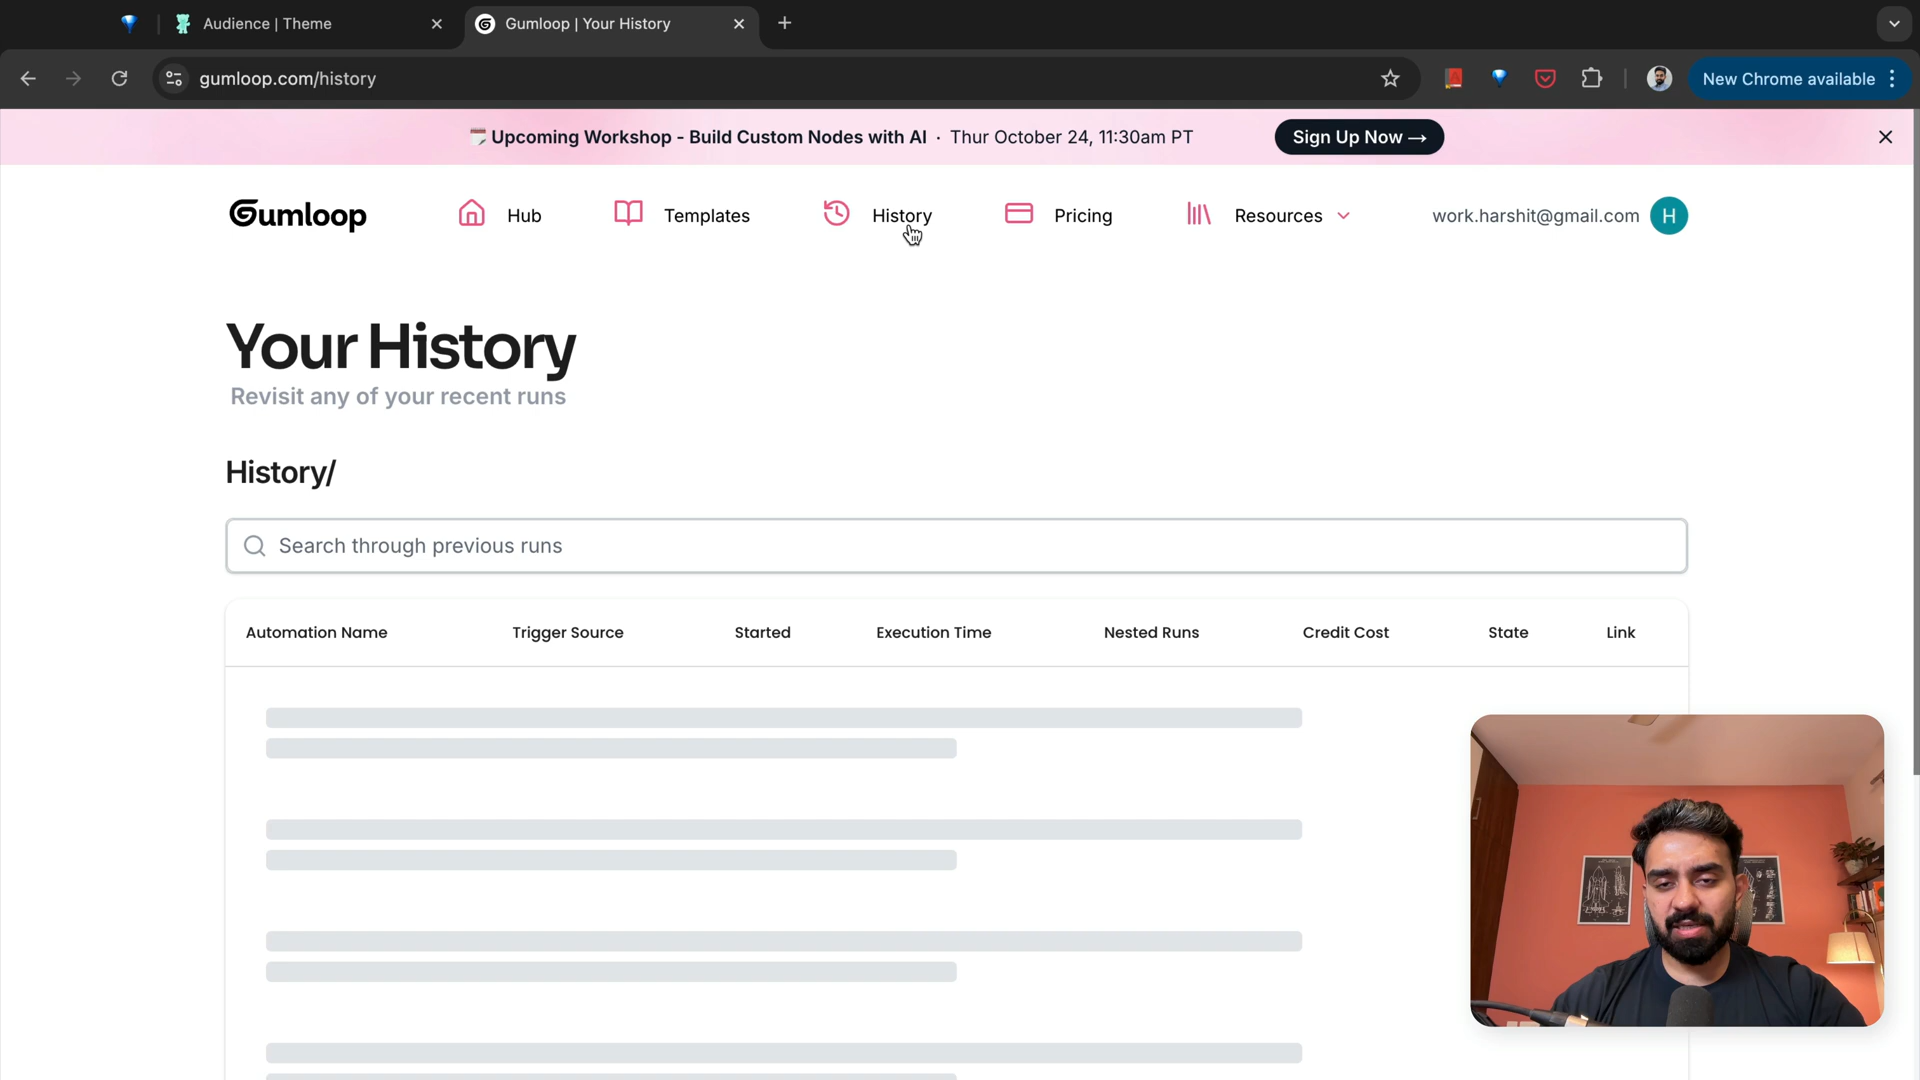 Audience | Theme
Gumloop | Your History
gumloop.com/history
New Chrome available
Upcoming Workshop - Build Custom Nodes with AI · Thur October 24, 11:30am PT
Sign Up Now →
Gumloop
Hub
Templates
History
Pricing
Resources
work.harshit@gmail.com
H
Your History
Revisit any of your recent runs
History/
Search through previous runs
Automation Name
Trigger Source
Started
Execution Time
Nested Runs
Credit Cost
State
Link